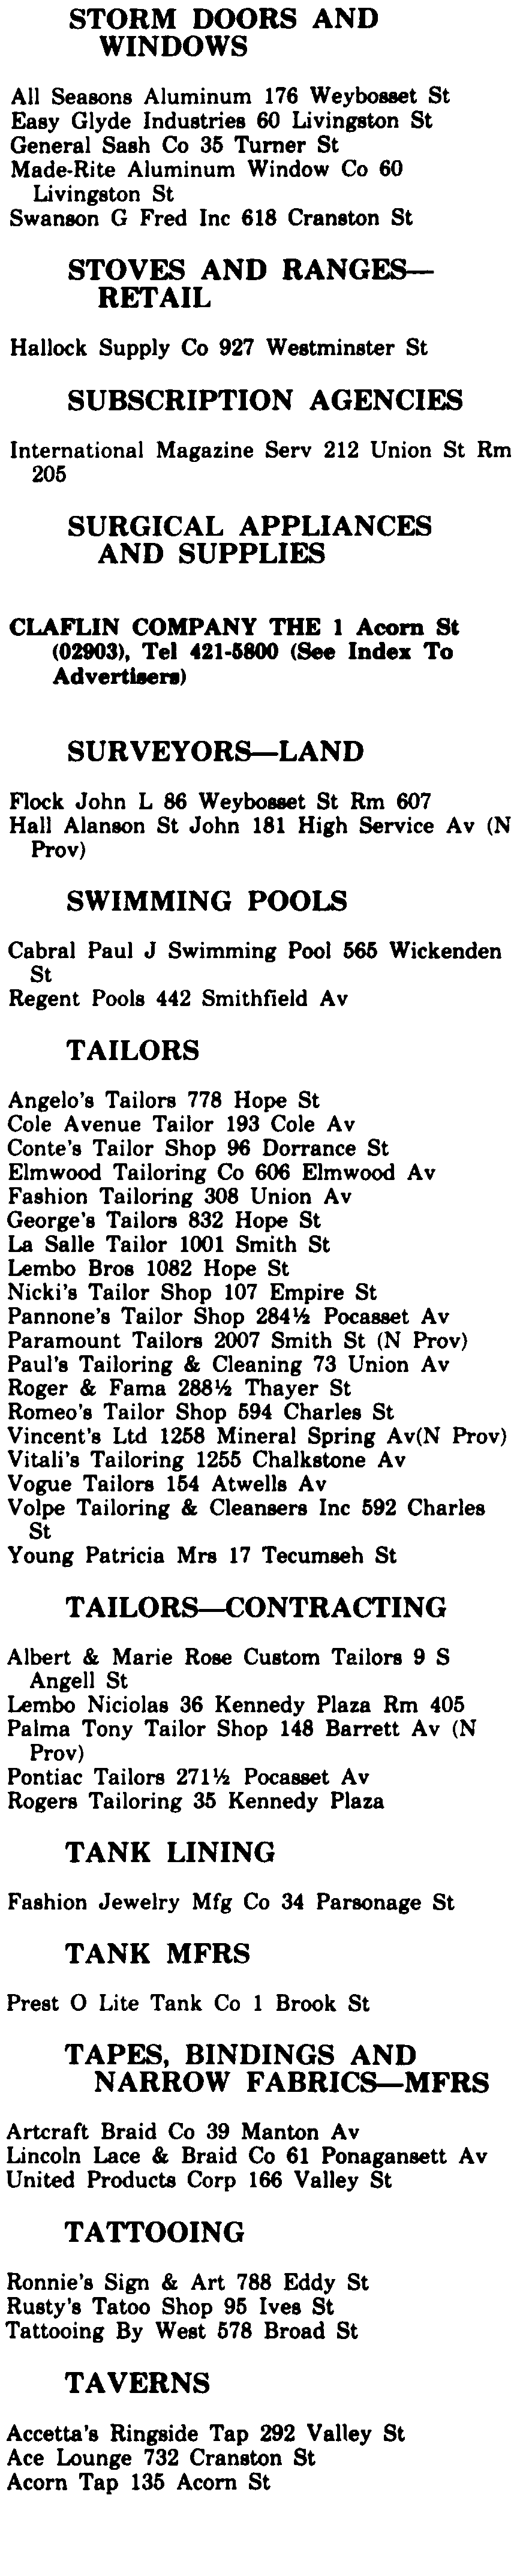 STORM DOORS AND
WINDOWS
All Seasons Aluminum 176 Weybosset St
Easy Glyde Industries 60 Livingston St
General Sash Co 35 Turner St
Made-Rite Aluminum Window Co 60
Livingston St
Swanson G Fred Inc 618 Cranston St
STOVES AND RANGES—
RETAIL
Hallock Supply Co 927 Westminster St
SUBSCRIPTION AGENCIES
International Magazine Serv 212 Union St Rm
205
SURGICAL APPLIANCES
AND SUPPLIES
CLAFLIN COMPANY THE 1 Acorn St
(02903), Tel 421-5800 (See Index To
Advertisers)
SURVEYORS—LAND
Flock John L 86 Weybosset St Rm 607
Hall Alanson St John 181 High Service Av (N
Prov)
SWIMMING POOLS
Cabral Paul J Swimming Pool 565 Wickenden
St
Regent Pools 442 Smithfield Av
TAILORS
Angelo's Tailors 778 Hope St
Cole Avenue Tailor 193 Cole Av
Conte's Tailor Shop 96 Dorrance St
Elmwood Tailoring Co 606 Elmwood Av
Fashion Tailoring 308 Union Av
George's Tailors 832 Hope St
La Salle Tailor 1001 Smith St
Lembo Bros 1082 Hope St
Nicki's Tailor Shop 107 Empire St
Pannone's Tailor Shop 284½ Pocasset Av
Paramount Tailors 2007 Smith St (N Prov)
Paul's Tailoring & Cleaning 73 Union Av
Roger & Fama 288½ Thayer St
Romeo's Tailor Shop 594 Charles St
Vincent's Ltd 1258 Mineral Spring Av(N Prov)
Vitali's Tailoring 1255 Chalkstone Av
Vogue Tailors 154 Atwells Av
Volpe Tailoring & Cleansers Inc 592 Charles
St
Young Patricia Mrs 17 Tecumseh St
TAILORS—CONTRACTING
Albert & Marie Rose Custom Tailors 9 S
Angell St
Lembo Niciolas 36 Kennedy Plaza Rm 405
Palma Tony Tailor Shop 148 Barrett Av (N
Prov)
Pontiac Tailors 271½ Pocasset Av
Rogers Tailoring 35 Kennedy Plaza
TANK LINING
Fashion Jewelry Mfg Co 34 Parsonage St
TANK MFRS
Prest O Lite Tank Co 1 Brook St
TAPES, BINDINGS AND
NARROW FABRICS—MFRS
Artcraft Braid Co 39 Manton Av
Lincoln Lace & Braid Co 61 Ponagansett Av
United Products Corp 166 Valley St
TATTOOING
Ronnie's Sign & Art 788 Eddy St
Rusty's Tatoo Shop 95 Ives St
Tattooing By West 578 Broad St
TAVERNS
Accetta's Ringside Tap 292 Valley St
Ace Lounge 732 Cranston St
Acorn Tap 135 Acorn St